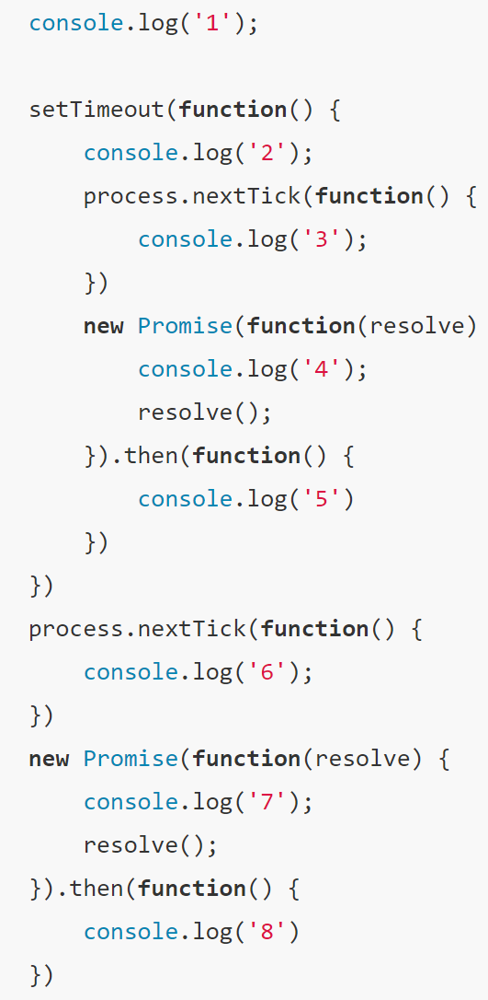 console.log('1');
setTimeout(function() {
    console.log('2');
    process.nextTick(function() {
        console.log('3');
    })
    new Promise(function(resolve)
        console.log('4');
        resolve();
    }).then(function() {
        console.log('5')
    })
})
process.nextTick(function() {
    console.log('6');
})
new Promise(function(resolve) {
    console.log('7');
    resolve();
}).then(function() {
    console.log('8')
})